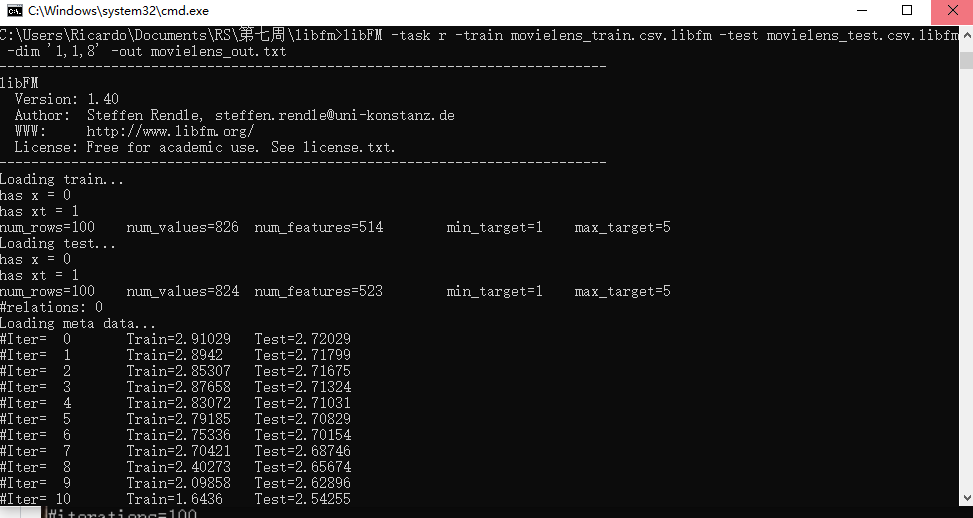 C:\Windows\system32\cmd.exe
C:\Users\Ricardo\Documents\RS\第七周\libfm>libFM -task r -train movielens_train.csv.libfm -test movielens_test.csv.libfm
-dim '1,1,8' -out movielens_out.txt
----------------------------------------------------------------------------
libFM
  Version: 1.40
  Author:  Steffen Rendle, steffen.rendle@uni-konstanz.de
  WWW:     http://www.libfm.org/
  License: Free for academic use. See license.txt.
----------------------------------------------------------------------------
Loading train...
has x = 0
has xt = 1
num_rows=100    num_values=826  num_features=514        min_target=1    max_target=5
Loading test...
has x = 0
has xt = 1
num_rows=100    num_values=824  num_features=523        min_target=1    max_target=5
#relations: 0
Loading meta data...
#Iter=  0       Train=2.91029   Test=2.72029
#Iter=  1       Train=2.8942    Test=2.71799
#Iter=  2       Train=2.85307   Test=2.71675
#Iter=  3       Train=2.87658   Test=2.71324
#Iter=  4       Train=2.83072   Test=2.71031
#Iter=  5       Train=2.79185   Test=2.70829
#Iter=  6       Train=2.75336   Test=2.70154
#Iter=  7       Train=2.70421   Test=2.68746
#Iter=  8       Train=2.40273   Test=2.65674
#Iter=  9       Train=2.09858   Test=2.62896
#Iter= 10       Train=1.6436    Test=2.54255
#iterations=100